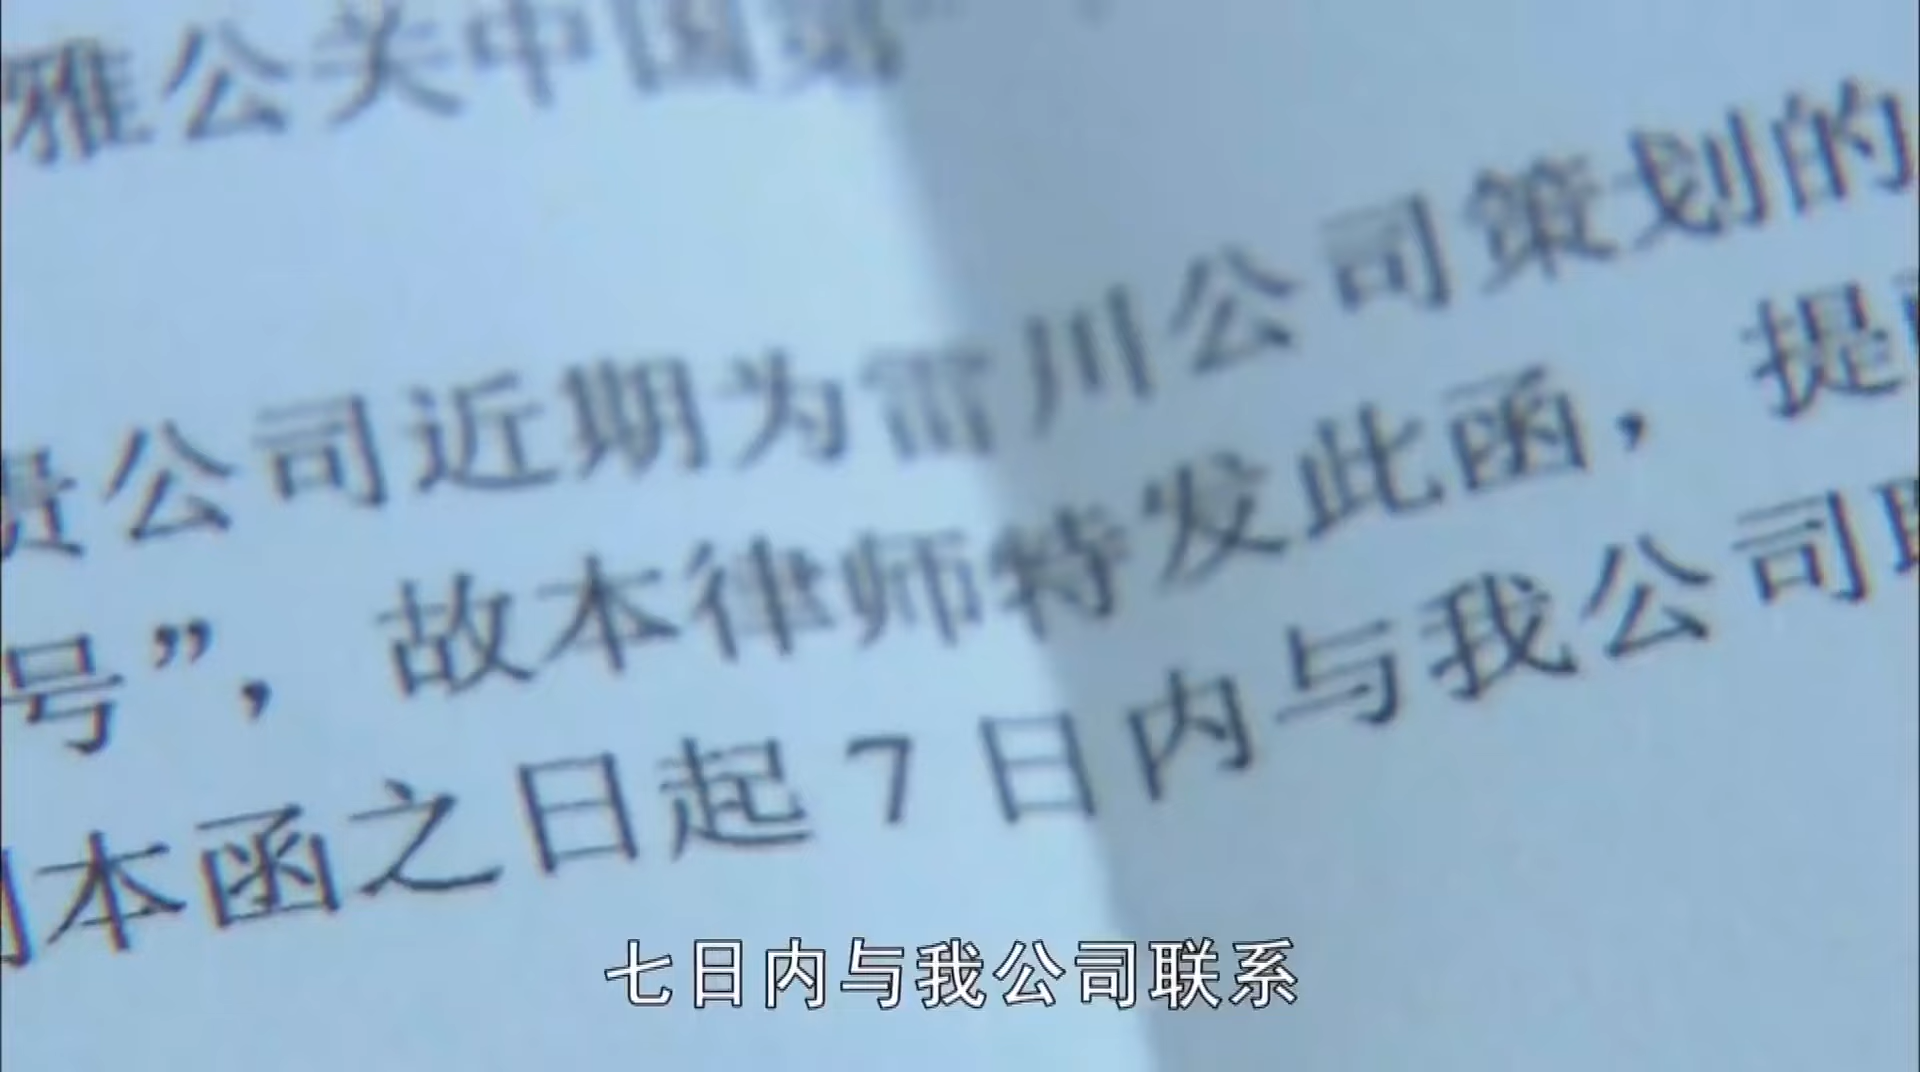 雅公关中国第
贵公司近期为雷川公司策划的
号”，故本律师特发此函，提
本函之日起7日内与我公司联
七日内与我公司联系